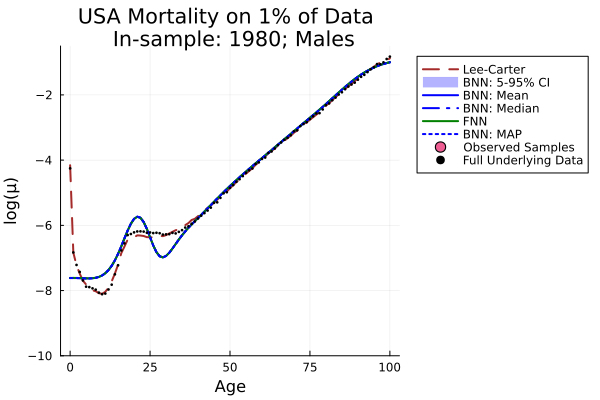 USA Mortality on 1% of Data
In-sample: 1980; Males
log(μ)
−2
−4
−6
−8
−10
0
25
50
75
100
Age
Lee-Carter
BNN: 5-95% CI
BNN: Mean
BNN: Median
FNN
BNN: MAP
Observed Samples
Full Underlying Data